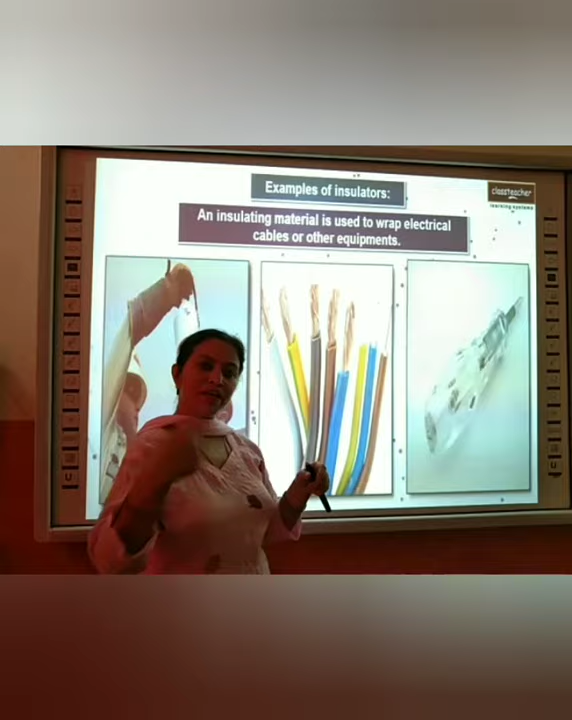 Examples of insulators:
classteacher
learning systems
An insulating material is used to wrap electrical
cables or other equipments.